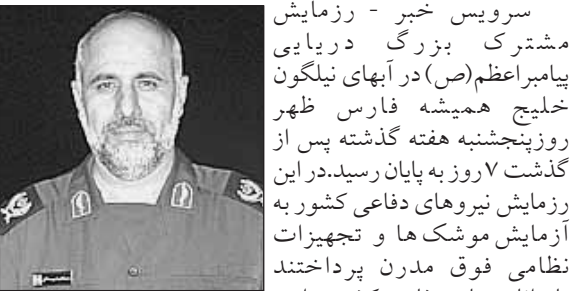 سرویس خبر - رزمایش
مشترک بزرگ دریایی
پیامبراعظم(ص) در آبهای نیلگون
خلیج همیشه فارس ظهر
روزپنجشنبه هفته گذشته پس از
گذشت ۷روز به پایان رسید.در این
رزمایش نیروهای دفاعی کشور به
آزمایش موشک ها و تجهیزات
نظامی فوق مدرن پرداختند